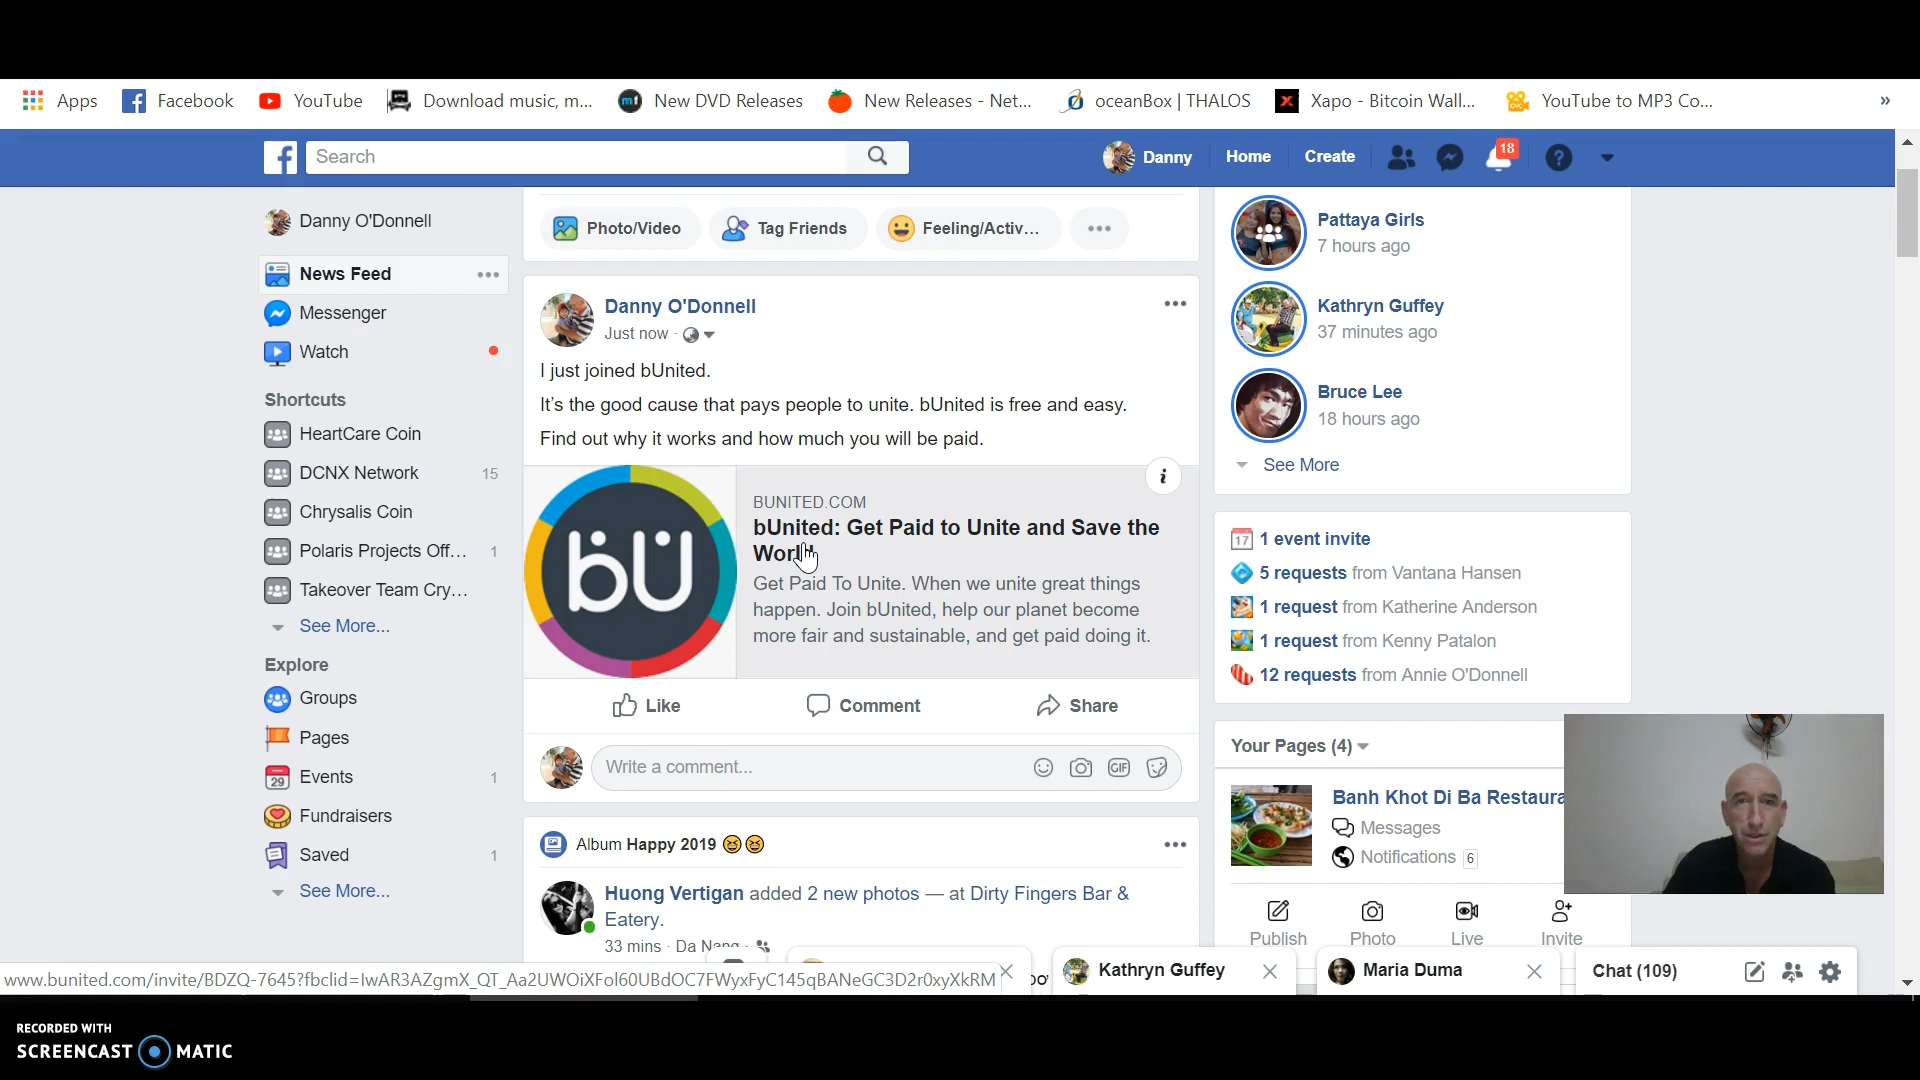 Apps
Facebook
YouTube
Download music, m...
New DVD Releases
New Releases - Net...
oceanBox | THALOS
Xapo - Bitcoin Wall...
YouTube to MP3 Co...
»
Search
Danny
Home
Create
18
Danny O'Donnell
News Feed
Messenger
Watch
Shortcuts
HeartCare Coin
DCNX Network 15
Chrysalis Coin
Polaris Projects Off... 1
Takeover Team Cry...
See More...
Explore
Groups
Pages
Events 1
Fundraisers
Saved 1
See More...
Photo/Video
Tag Friends
Feeling/Activ...
Danny O'Donnell
Just now ·
I just joined bUnited.
It's the good cause that pays people to unite. bUnited is free and easy.
Find out why it works and how much you will be paid.
bU
BUNITED.COM
bUnited: Get Paid to Unite and Save the
World
Get Paid To Unite. When we unite great things
happen. Join bUnited, help our planet become
more fair and sustainable, and get paid doing it.
Like
Comment
Share
Write a comment...
GIF
Album Happy 2019
Huong Vertigan added 2 new photos — at Dirty Fingers Bar &
Eatery.
33 mins · Da Nang ·
Pattaya Girls
7 hours ago
Kathryn Guffey
37 minutes ago
Bruce Lee
18 hours ago
See More
17 1 event invite
5 requests from Vantana Hansen
1 request from Katherine Anderson
1 request from Kenny Patalon
12 requests from Annie O'Donnell
Your Pages (4)
Banh Khot Di Ba Restaura
Messages
Notifications 6
Publish
Photo
Live
Invite
Kathryn Guffey
Maria Duma
Chat (109)
www.bunited.com/invite/BDZQ-7645?fbclid=IwAR3AZgmX_QT_Aa2UWOiXFol60UBdOC7FWyxFyC145qBANeGC3D2r0xyXkRM
RECORDED WITH
SCREENCAST MATIC